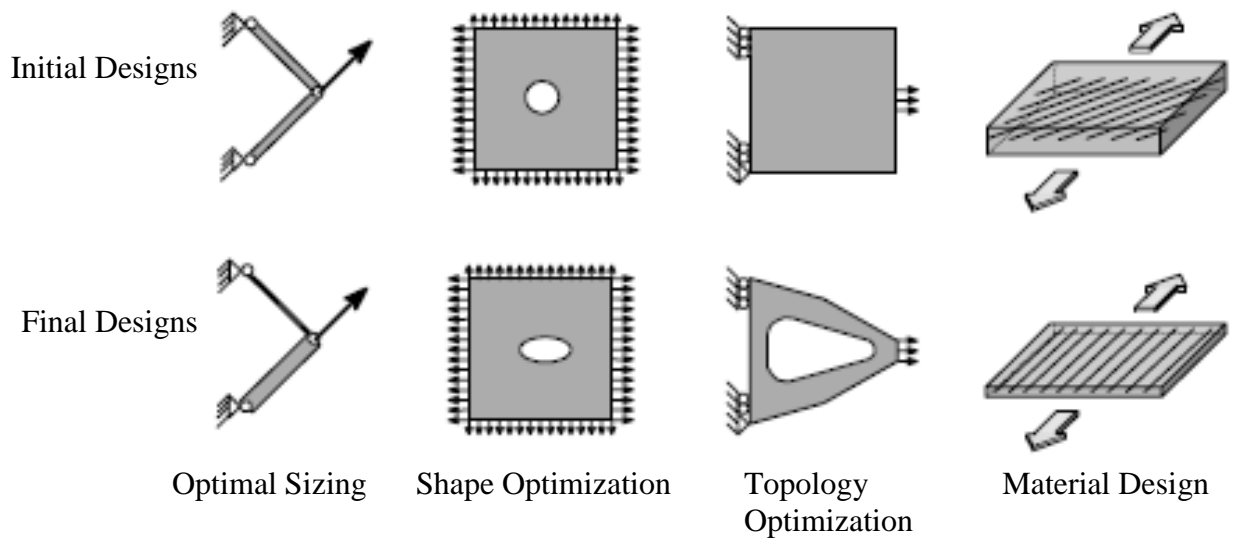 Initial Designs
Final Designs
Optimal Sizing
Shape Optimization
Topology
Optimization
Material Design